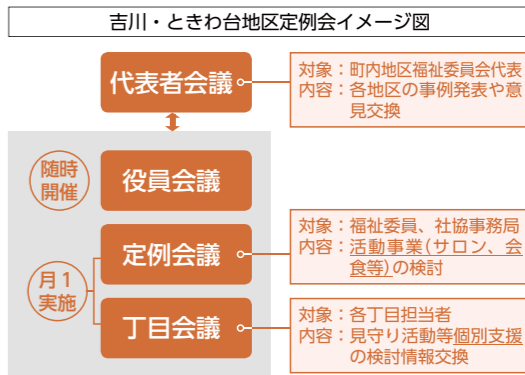 吉川・ときわ台地区定例会イメージ図
代表者会議
対象：町内地区福祉委員会代表
内容：各地区の事例発表や意
見交換
随時
開催
役員会議
定例会議
対象：福祉委員、社協事務局
内容：活動事業(サロン、会
食等)の検討
月１
実施
丁目会議
対象：各丁目担当者
内容：見守り活動等個別支援
の検討情報交換